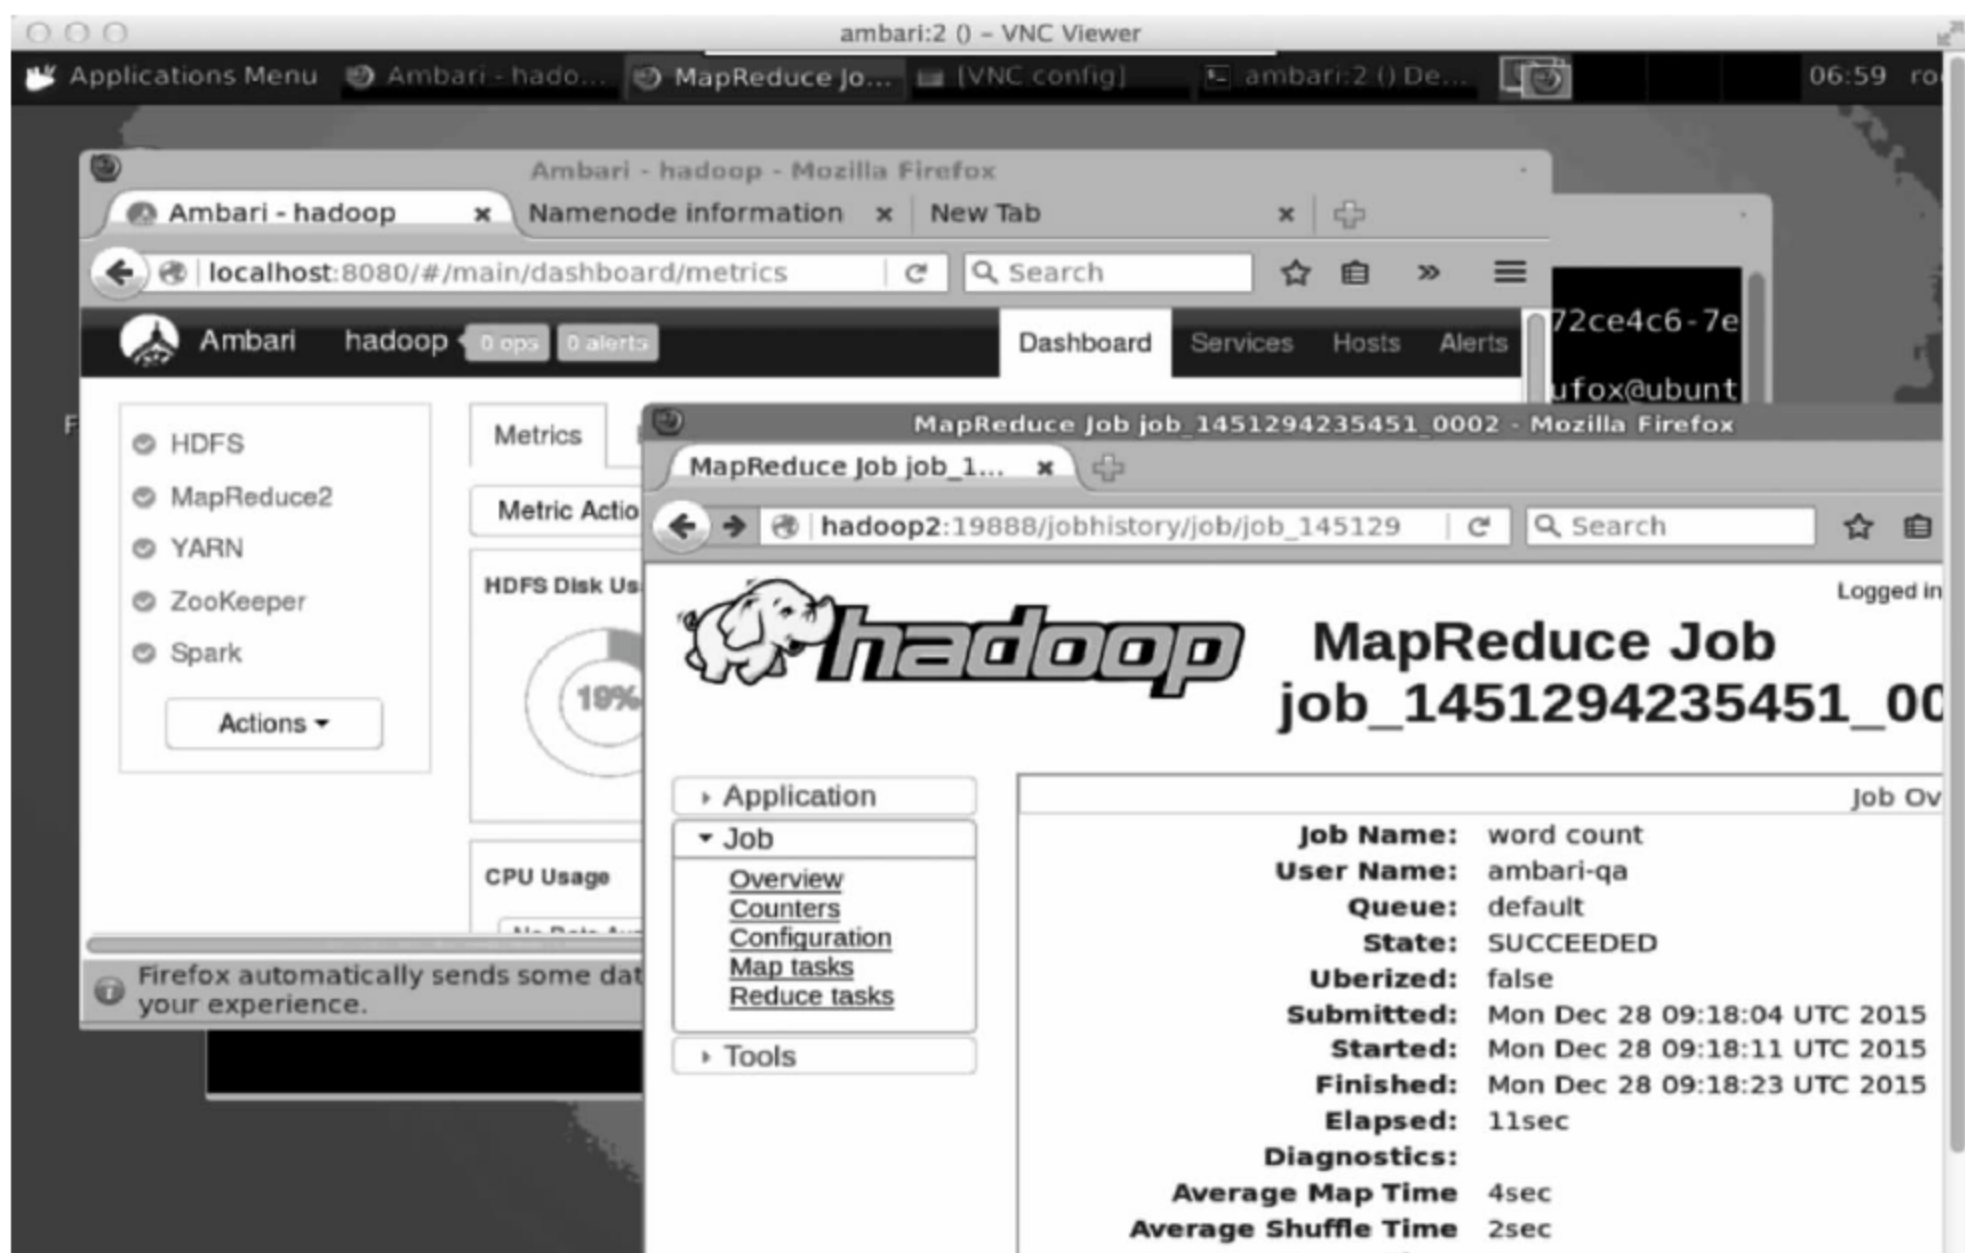 ambari:2 () – VNC Viewer
Applications Menu Ambari - hado... MapReduce Jo... [VNC config] ambari:2 () De... 06:59 ro
Ambari - hadoop - Mozilla Firefox
Ambari - hadoop Namenode information New Tab
localhost:8080/#/main/dashboard/metrics Search
Ambari hadoop 0 ops 0 alerts Dashboard Services Hosts Alerts
72ce4c6-7e
ufox@ubunt
F
HDFS
MapReduce2
YARN
ZooKeeper
Spark
Actions
Metrics
Metric Actio
HDFS Disk Us
19%
CPU Usage
Firefox automatically sends some dat
your experience.
MapReduce Job job_1451294235451_0002 - Mozilla Firefox
MapReduce Job job_1...
hadoop2:19888/jobhistory/job/job_145129 Search
Logged in
hadoop
MapReduce Job
job_1451294235451_00
Application
Job
Overview
Counters
Configuration
Map tasks
Reduce tasks
Tools
Job Ov
Job Name: word count
User Name: ambari-qa
Queue: default
State: SUCCEEDED
Uberized: false
Submitted: Mon Dec 28 09:18:04 UTC 2015
Started: Mon Dec 28 09:18:11 UTC 2015
Finished: Mon Dec 28 09:18:23 UTC 2015
Elapsed: 11sec
Diagnostics:
Average Map Time 4sec
Average Shuffle Time 2sec